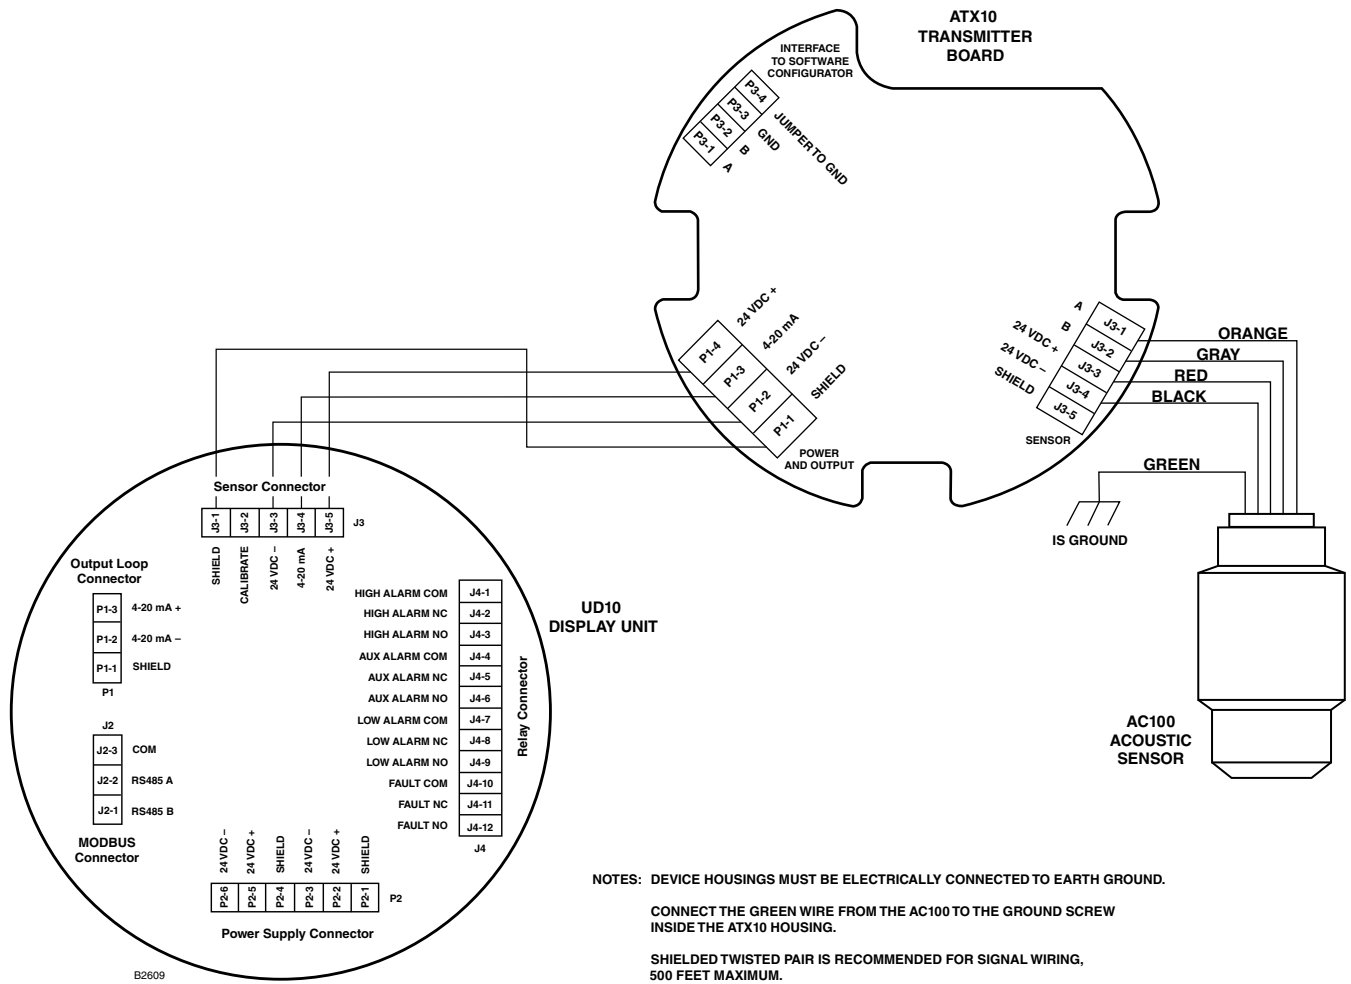 ATX10
TRANSMITTER
BOARD
INTERFACE
TO SOFTWARE
CONFIGURATOR
P3-4
P3-3
P3-2
P3-1
JUMPER TO GND
GND
B
A
24 VDC +
4-20 mA
24 VDC –
SHIELD
P1-4
P1-3
P1-2
P1-1
POWER
AND OUTPUT
A
B
24 VDC +
24 VDC –
SHIELD
J3-1
J3-2
J3-3
J3-4
J3-5
SENSOR
ORANGE
GRAY
RED
BLACK
GREEN
IS GROUND
AC100
ACOUSTIC
SENSOR
Sensor Connector
J3-1
J3-2
J3-3
J3-4
J3-5
J3
SHIELD
CALIBRATE
24 VDC –
4-20 mA
24 VDC +
Output Loop
Connector
P1-3 4-20 mA +
P1-2 4-20 mA –
P1-1 SHIELD
P1
J2
J2-3 COM
J2-2 RS485 A
J2-1 RS485 B
MODBUS
Connector
HIGH ALARM COM J4-1
HIGH ALARM NC J4-2
HIGH ALARM NO J4-3
AUX ALARM COM J4-4
AUX ALARM NC J4-5
AUX ALARM NO J4-6
LOW ALARM COM J4-7
LOW ALARM NC J4-8
LOW ALARM NO J4-9
FAULT COM J4-10
FAULT NC J4-11
FAULT NO J4-12
J4
Relay Connector
UD10
DISPLAY UNIT
24 VDC –
24 VDC +
SHIELD
24 VDC –
24 VDC +
SHIELD
P2-6
P2-5
P2-4
P2-3
P2-2
P2-1
P2
Power Supply Connector
B2609
NOTES: DEVICE HOUSINGS MUST BE ELECTRICALLY CONNECTED TO EARTH GROUND.
CONNECT THE GREEN WIRE FROM THE AC100 TO THE GROUND SCREW
INSIDE THE ATX10 HOUSING.
SHIELDED TWISTED PAIR IS RECOMMENDED FOR SIGNAL WIRING,
500 FEET MAXIMUM.